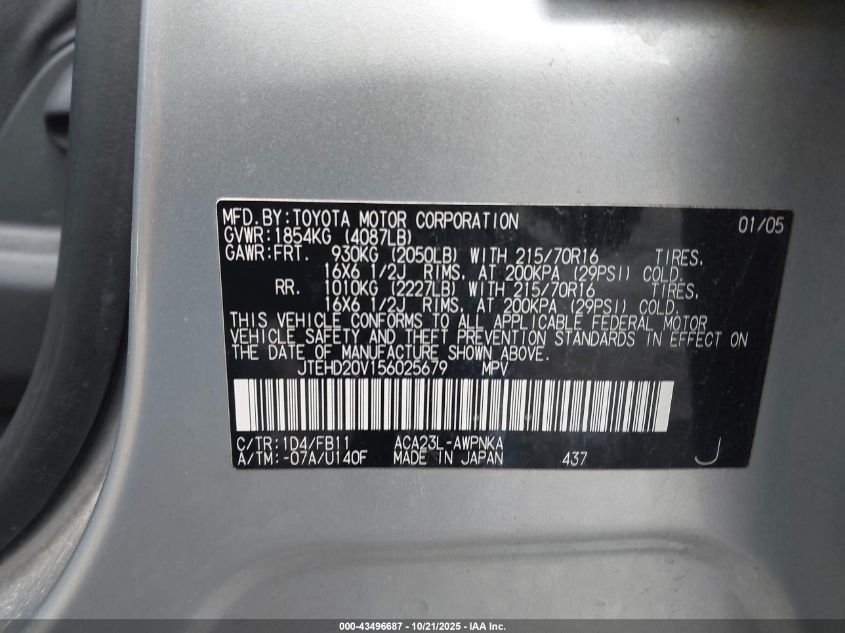 MFD.BY:TOYOTA MOTOR CORPORATION 01/05
GVWR:1854KG (4087LB)
GAWR:FRT. 930KG (2050LB) WITH 215/70R16 TIRES,
16X6 1/2J RIMS, AT 200KPA (29PSI) COLD.
RR. 1010KG (2227LB) WITH 215/70R16 TIRES,
16X6 1/2J RIMS, AT 200KPA (29PSI) COLD.
THIS VEHICLE CONFORMS TO ALL APPLICABLE FEDERAL MOTOR
VEHICLE SAFETY AND THEFT PREVENTION STANDARDS IN EFFECT ON
THE DATE OF MANUFACTURE SHOWN ABOVE.
JTEHD20V156025679 MPV
C/TR:1D4/FB11 ACA23L-AWPNKA
A/TM:-07A/U140F MADE IN JAPAN 437 J
000-43496687 - 10/21/2025 - IAA Inc.